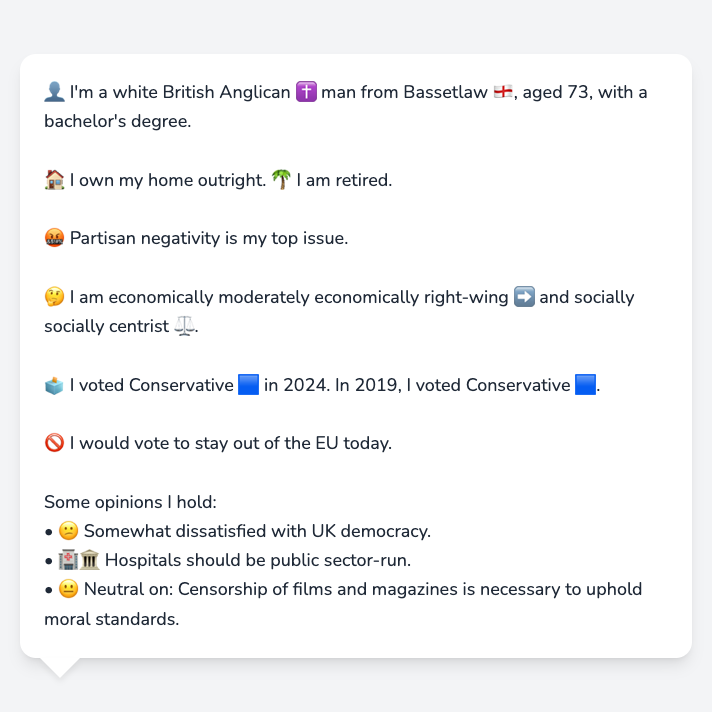 👤 I'm a white British Anglican ✝️ man from Bassetlaw 🏴󠁧󠁢󠁥󠁮󠁧󠁿, aged 73, with a
bachelor's degree.
🏠 I own my home outright. 🌴 I am retired.
🤬 Partisan negativity is my top issue.
🤔 I am economically moderately economically right-wing ➡️ and socially
socially centrist ⚖️.
🗳️ I voted Conservative 🟦 in 2024. In 2019, I voted Conservative 🟦.
🚫 I would vote to stay out of the EU today.
Some opinions I hold:
• 😕 Somewhat dissatisfied with UK democracy.
• 🏥🏛️ Hospitals should be public sector-run.
• 😐 Neutral on: Censorship of films and magazines is necessary to uphold
moral standards.